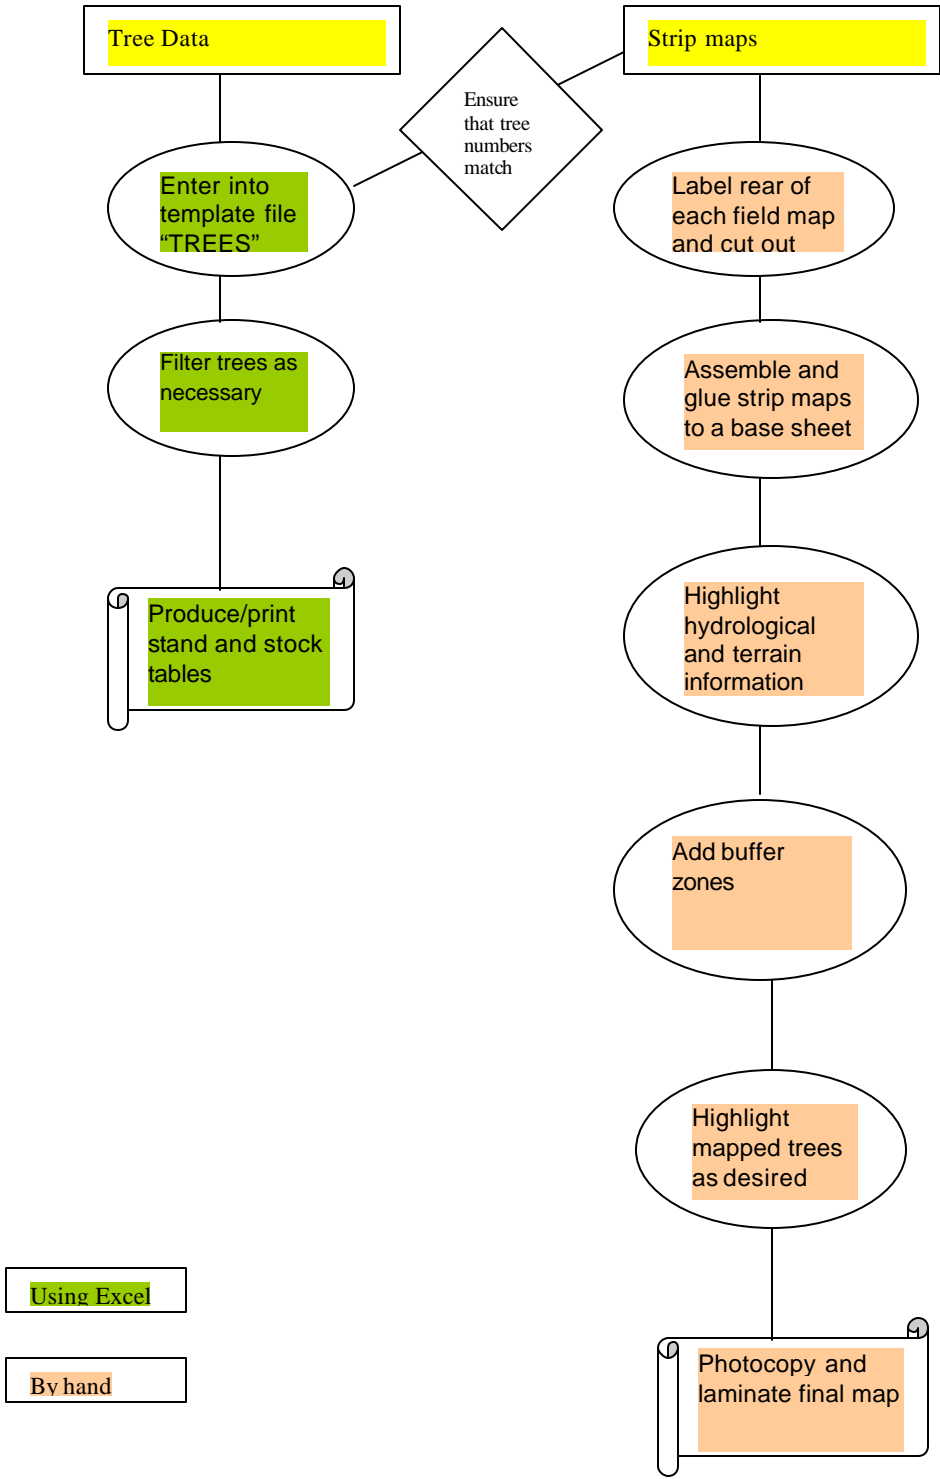 Tree Data
Strip maps
Ensure
that tree
numbers
match
Enter into
template file
“TREES”
Label rear of
each field map
and cut out
Filter trees as
necessary
Assemble and
glue strip maps
to a base sheet
Produce/print
stand and stock
tables
Highlight
hydrological
and terrain
information
Add buffer
zones
Highlight
mapped trees
as desired
Using Excel
By hand
Photocopy and
laminate final map